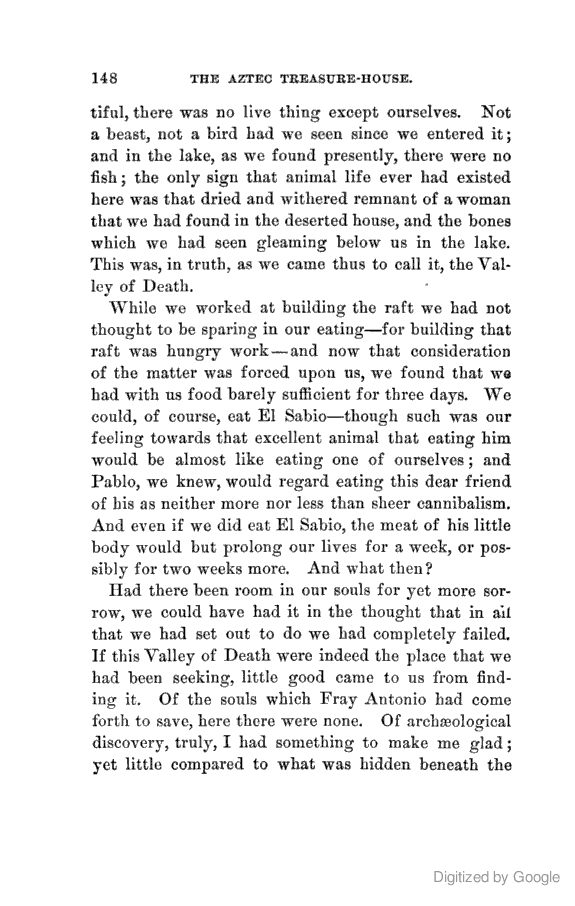 148 THE AZTEC TREASURE-HOUSE.
tiful, there was no live thing except ourselves. Not
a beast, not a bird had we seen since we entered it;
and in the lake, as we found presently, there were no
fish; the only sign that animal life ever had existed
here was that dried and withered remnant of a woman
that we had found in the deserted house, and the bones
which we had seen gleaming below us in the lake.
This was, in truth, as we came thus to call it, the Val-
ley of Death.
While we worked at building the raft we had not
thought to be sparing in our eating—for building that
raft was hungry work—and now that consideration
of the matter was forced upon us, we found that we
had with us food barely sufficient for three days. We
could, of course, eat El Sabio—though such was our
feeling towards that excellent animal that eating him
would be almost like eating one of ourselves; and
Pablo, we knew, would regard eating this dear friend
of his as neither more nor less than sheer cannibalism.
And even if we did eat El Sabio, the meat of his little
body would but prolong our lives for a week, or pos-
sibly for two weeks more. And what then?
Had there been room in our souls for yet more sor-
row, we could have had it in the thought that in all
that we had set out to do we had completely failed.
If this Valley of Death were indeed the place that we
had been seeking, little good came to us from find-
ing it. Of the souls which Fray Antonio had come
forth to save, here there were none. Of archæological
discovery, truly, I had something to make me glad;
yet little compared to what was hidden beneath the
Digitized by Google